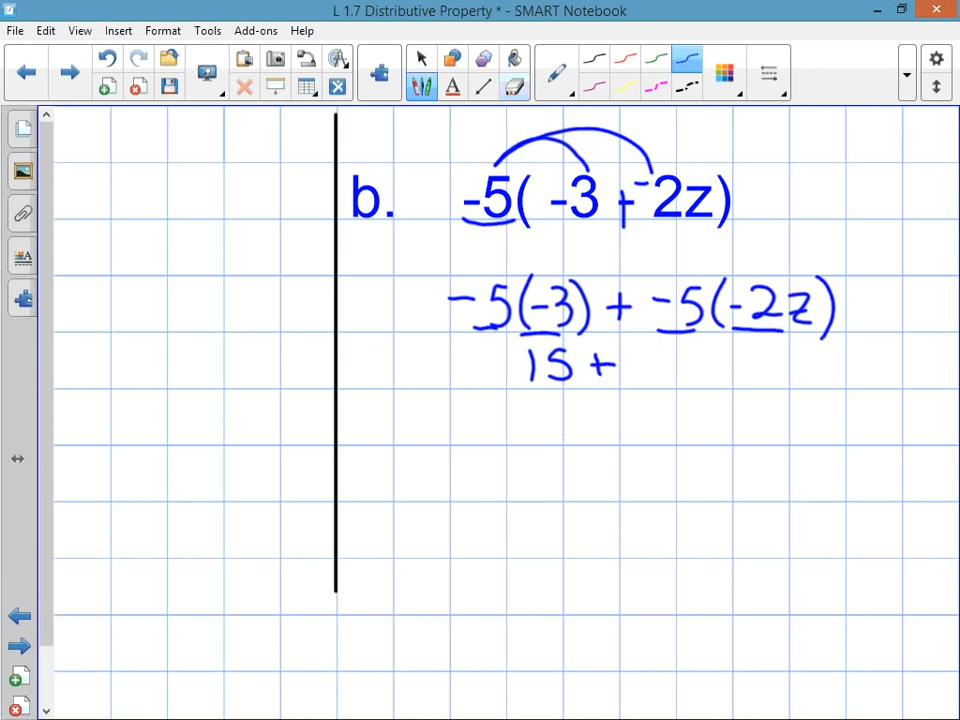 L 1.7 Distributive Property * - SMART Notebook
File Edit View Insert Format Tools Add-ons Help
b. -5( -3 + -2z)
-5(-3) + -5(-2z)
15 +